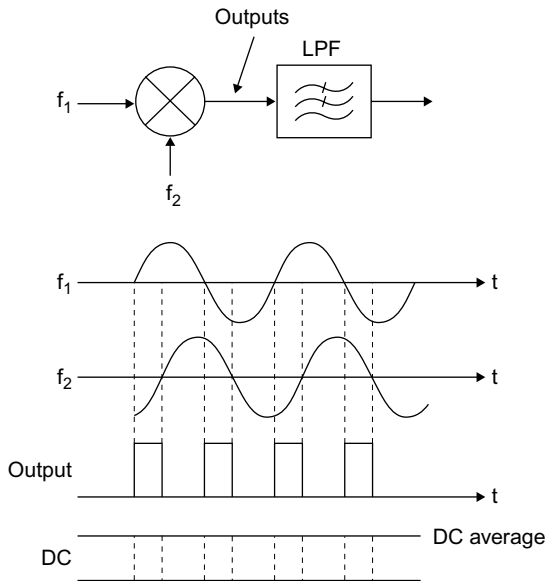 Outputs
LPF
f₁
f₂
f₁ t
f₂ t
Output t
DC average
DC